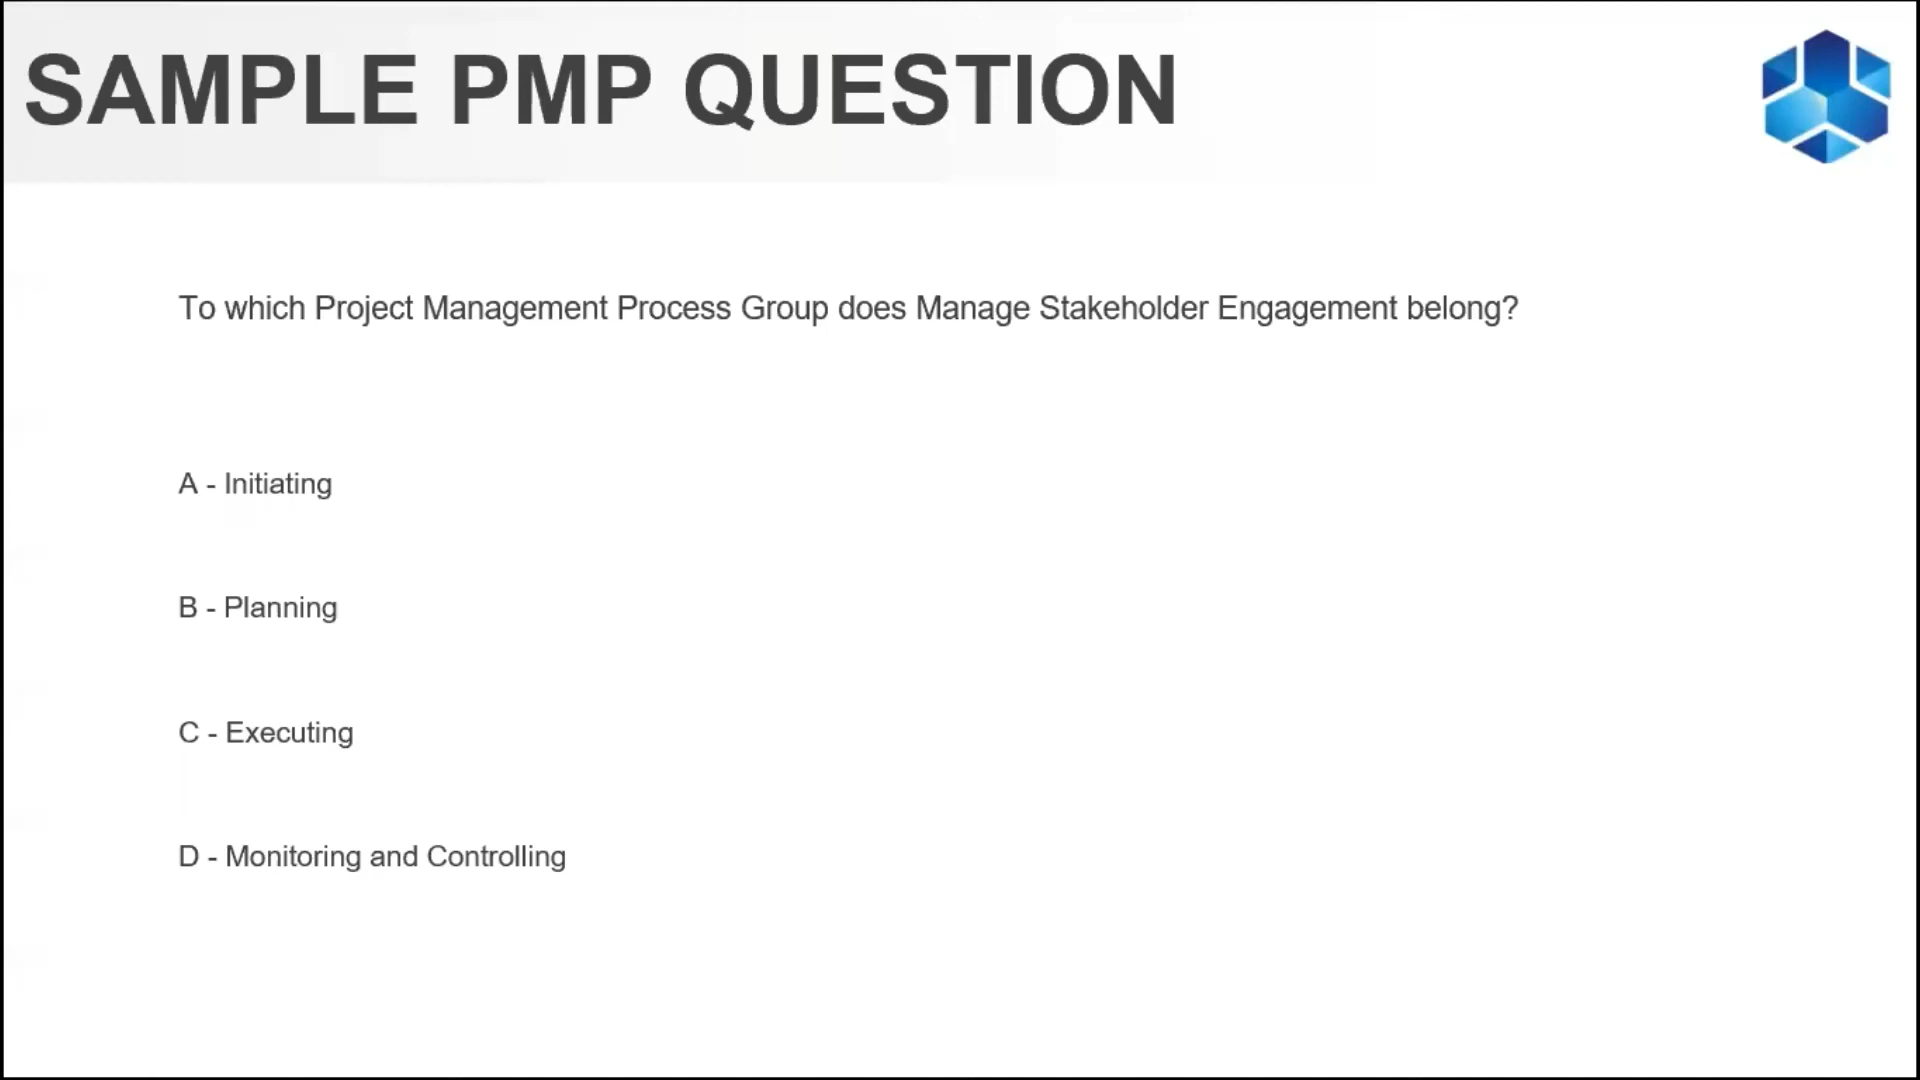 SAMPLE PMP QUESTION
To which Project Management Process Group does Manage Stakeholder Engagement belong?
A - Initiating
B - Planning
C - Executing
D - Monitoring and Controlling